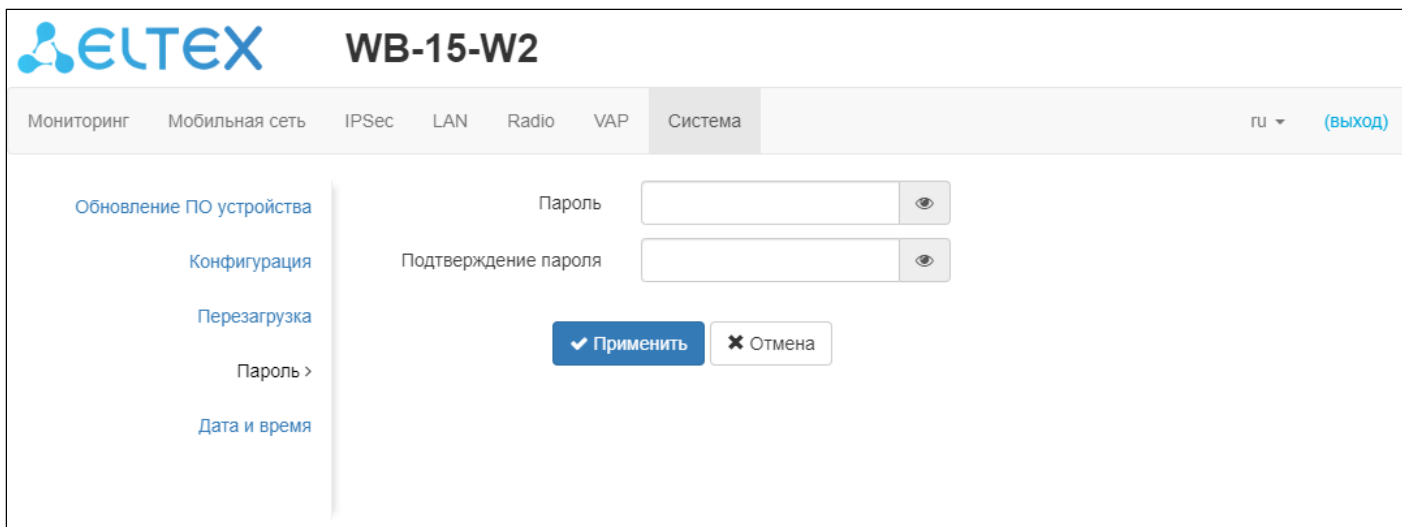 ELTEX WB-15-W2
Мониторинг Мобильная сеть IPSec LAN Radio VAP Система ru (выход)
Обновление ПО устройства
Конфигурация
Перезагрузка
Пароль >
Дата и время
Пароль
Подтверждение пароля
Применить Отмена